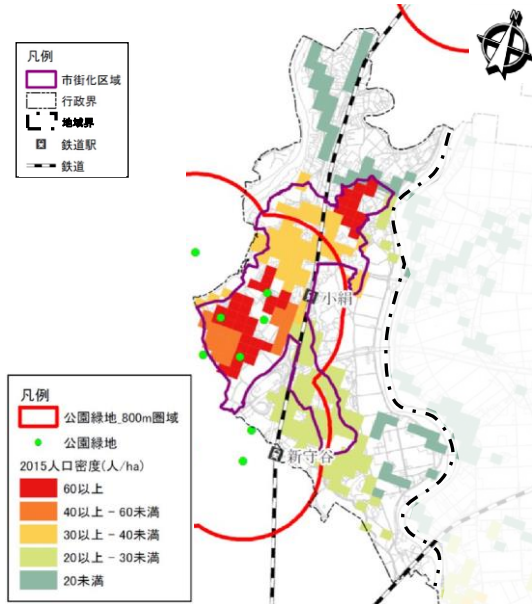 凡例
市街化区域
行政界
地域界
鉄道駅
鉄道
小絹
新守谷
凡例
公園緑地_800m圏域
公園緑地
2015人口密度(人/ha)
60以上
40以上 - 60未満
30以上 - 40未満
20以上 - 30未満
20未満